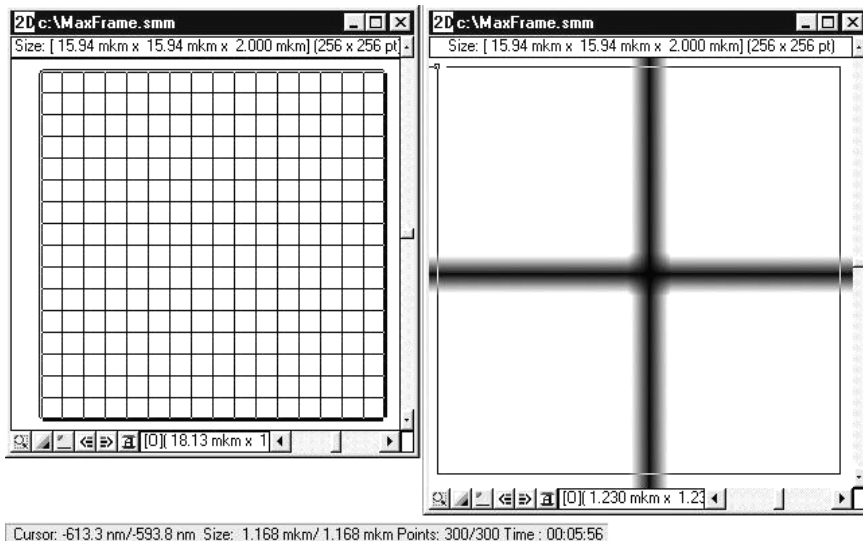 2D c:\MaxFrame.smm
Size: [ 15.94 mkm x 15.94 mkm x 2.000 mkm] (256 x 256 pt
[O]( 18.13 mkm x 1
2D c:\MaxFrame.smm
Size: [ 15.94 mkm x 15.94 mkm x 2.000 mkm] (256 x 256 pt)
[O]( 1.230 mkm x 1.23
Cursor: -613.3 nm/-593.8 nm Size: 1.168 mkm/ 1.168 mkm Points: 300/300 Time : 00:05:56